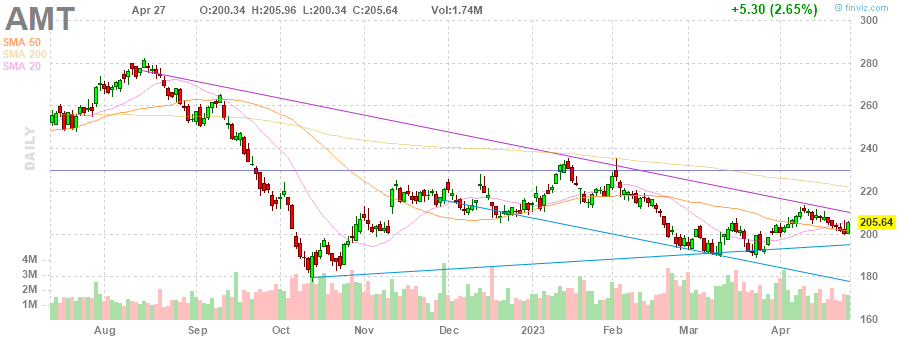 AMT Apr 27 O:200.34 H:205.96 L:200.34 C:205.64 Vol:1.74M +5.30 (2.65%) finviz.com
SMA 50
SMA 200
SMA 20
DAILY
300
280
260
240
220
205.64
200
180
160
4M
3M
2M
1M
Aug Sep Oct Nov Dec 2023 Feb Mar Apr